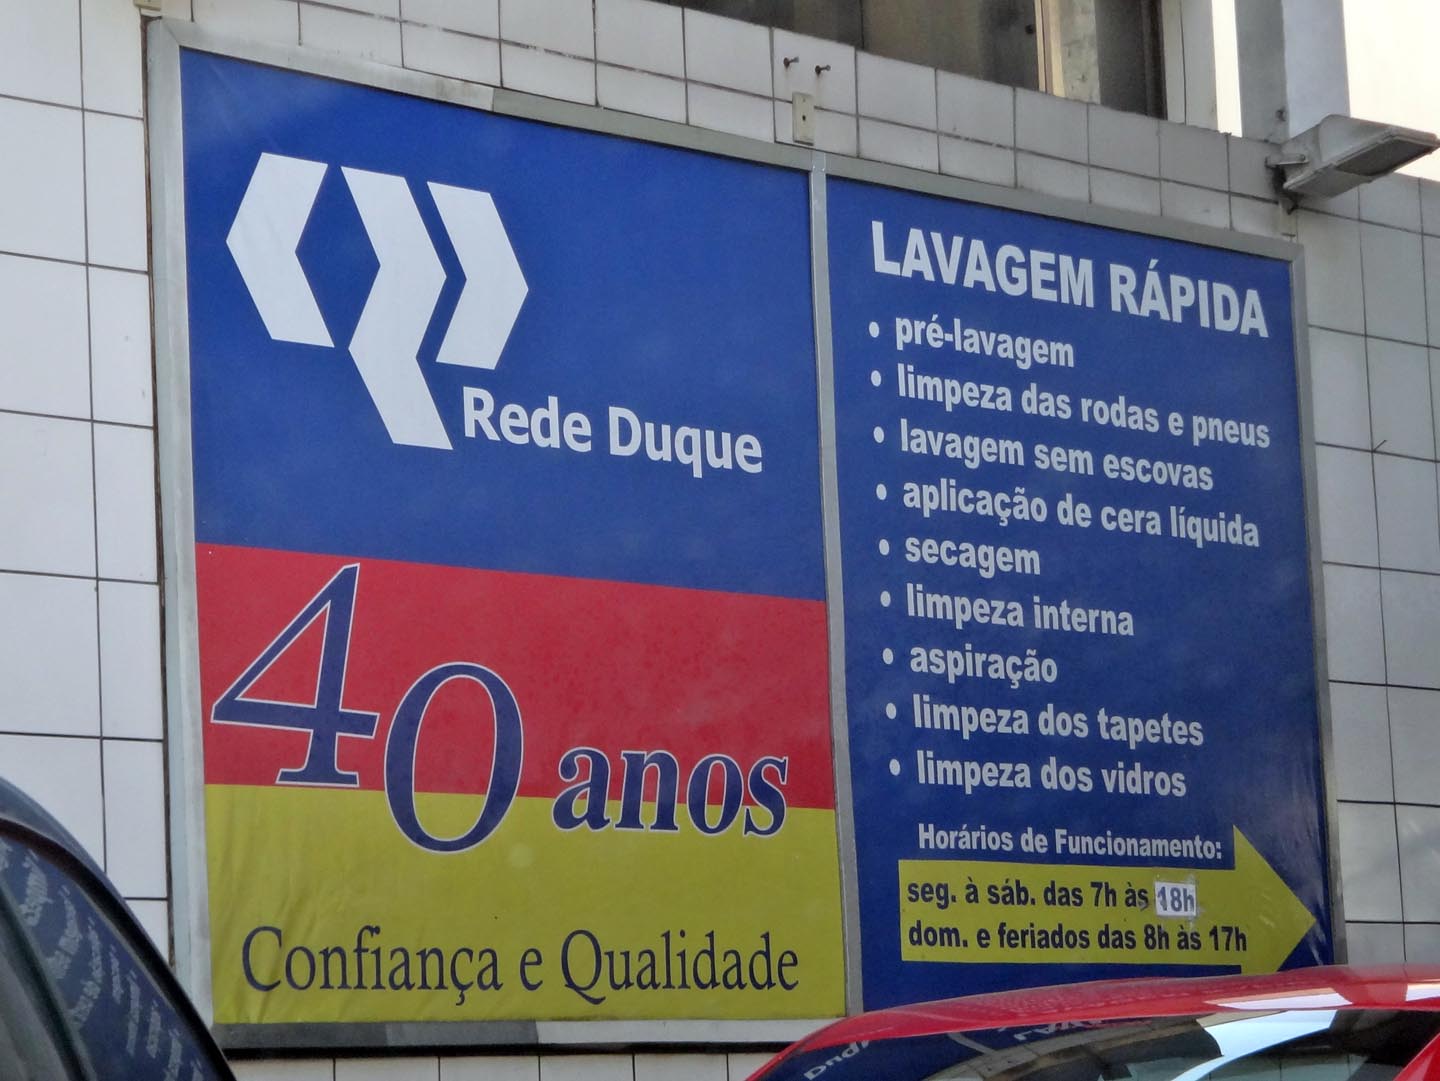 Rede Duque
40 anos
Confiança e Qualidade
LAVAGEM RÁPIDA
• pré-lavagem
• limpeza das rodas e pneus
• lavagem sem escovas
• aplicação de cera líquida
• secagem
• limpeza interna
• aspiração
• limpeza dos tapetes
• limpeza dos vidros
Horários de Funcionamento:
seg. à sáb. das 7h às 18h
dom. e feriados das 8h às 17h